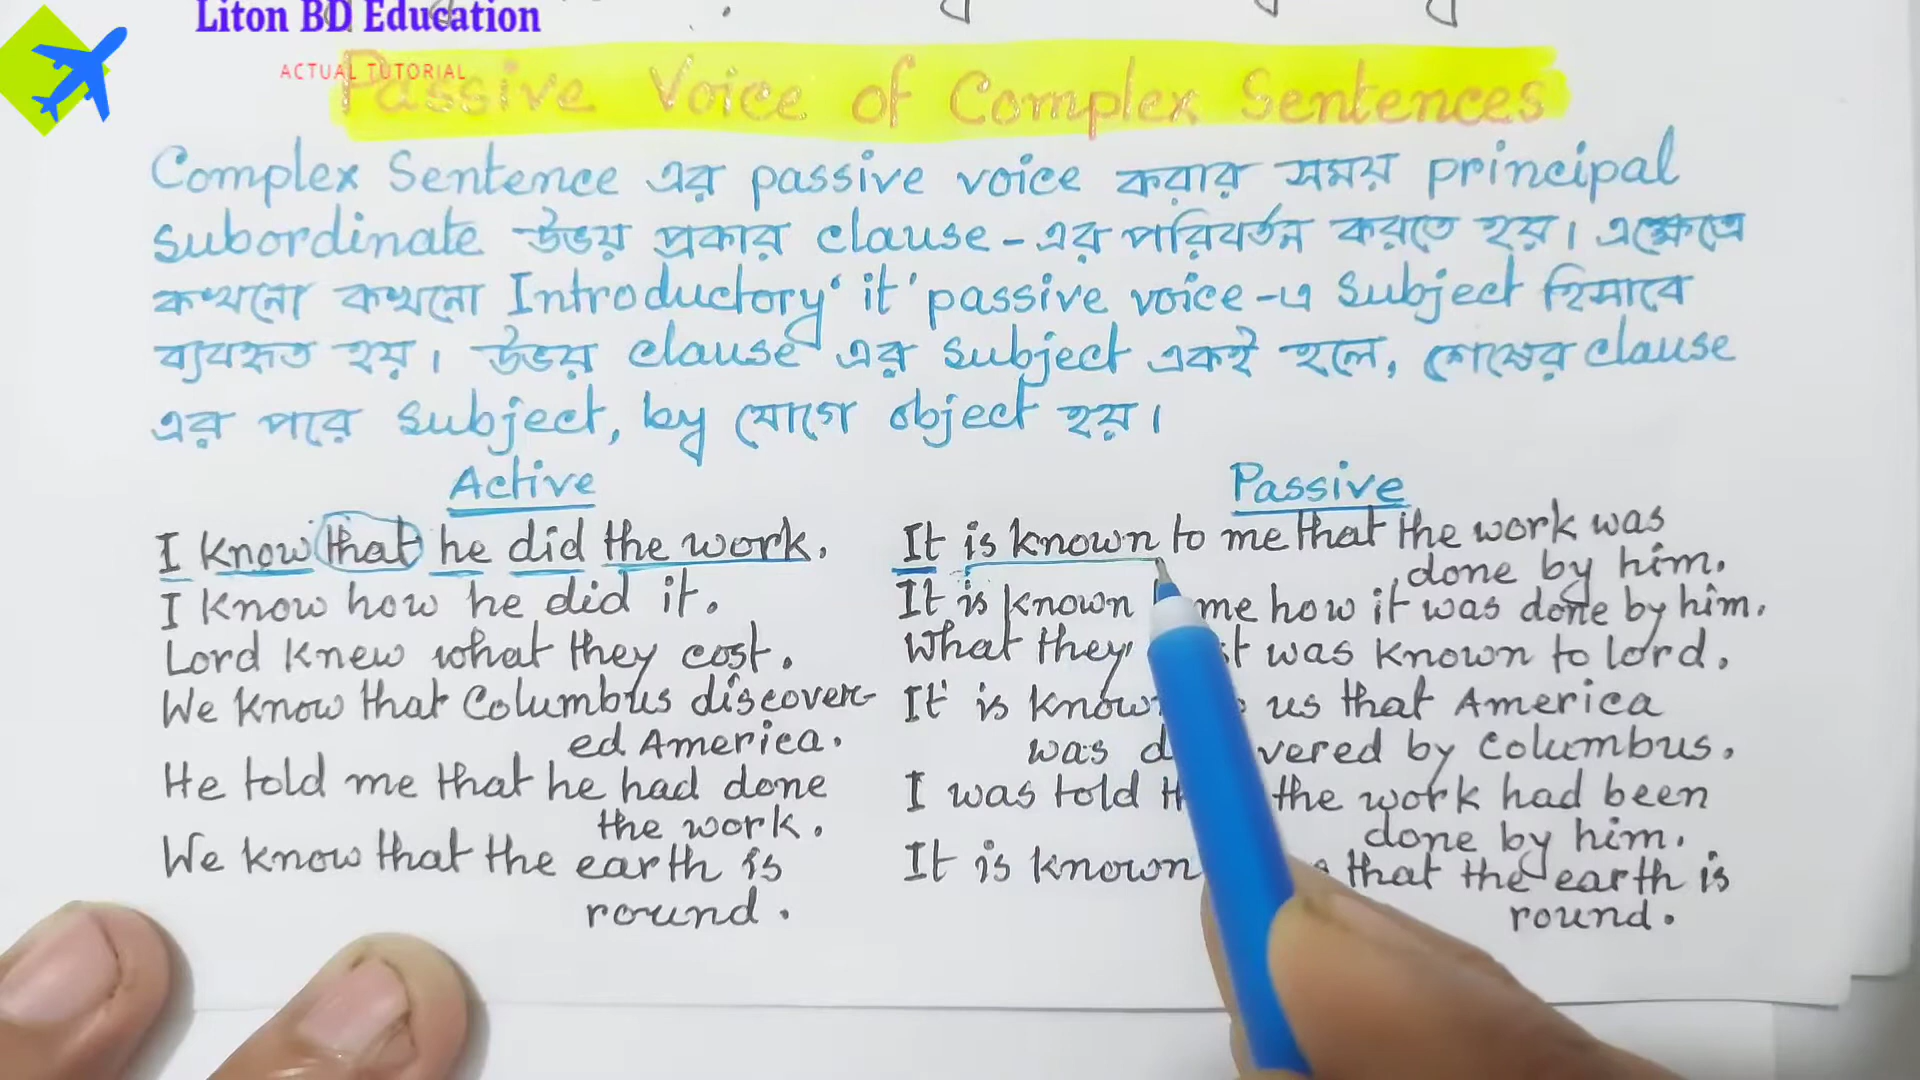 Liton BD Education
ACTUAL TUTORIAL
Passive Voice of Complex Sentences
Complex Sentence এর passive voice করার সময় principal
subordinate উভয় প্রকার clause-এর পরিবর্তন করতে হয়। এক্ষেত্রে
কখনো কখনো Introductory 'it' passive voice-এ subject হিসাবে
ব্যবহৃত হয়। উভয় clause এর subject একই হলে, শেষের clause
এর পরে subject, by যোগে object হয়।
Active
Passive
I know that he did the work.
It is known to me that the work was
done by him.
I know how he did it.
It is known me how it was done by him.
Lord knew what they cost.
What they was known to lord.
We know that Columbus discover-
ed America.
It is us that America
was by Columbus.
He told me that he had done
the work.
I was told the work had been
done by him.
We know that the earth is
round.
It is known that the earth is
round.